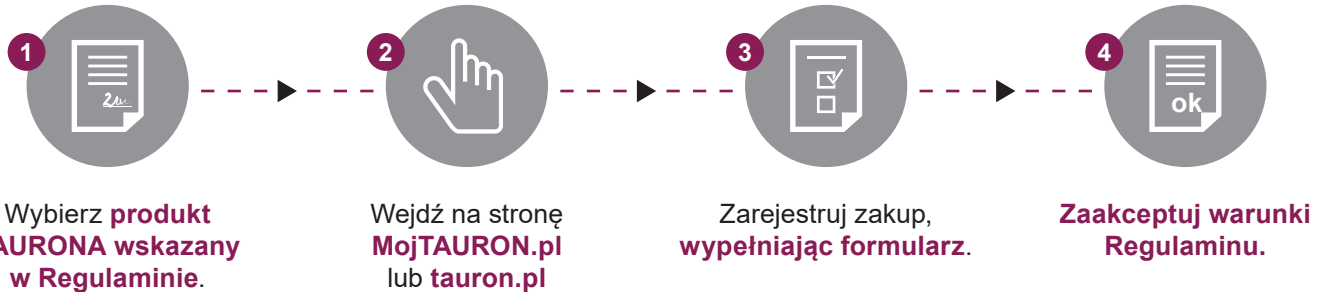 1
2
3
4
ok
Wybierz produkt
AURONA wskazany
w Regulaminie.
Wejdź na stronę
MojTAURON.pl
lub tauron.pl
Zarejestruj zakup,
wypełniając formularz.
Zaakceptuj warunki
Regulaminu.